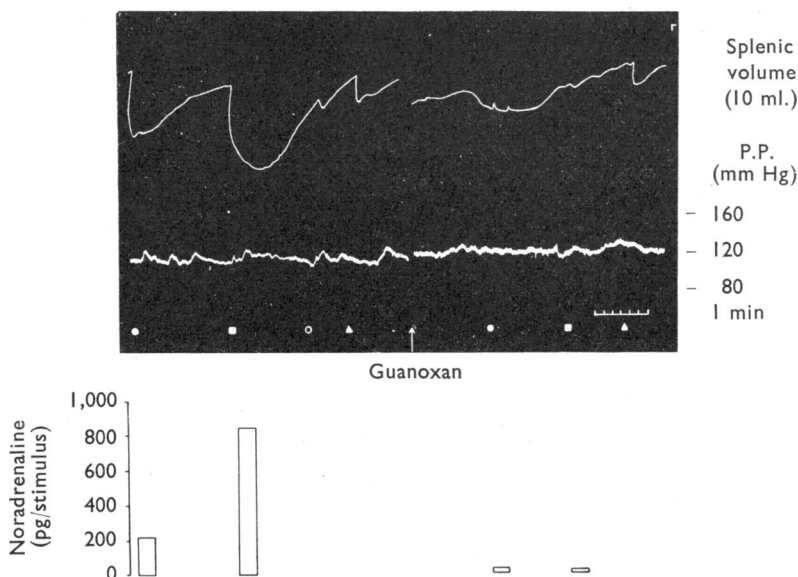 Splenic
volume
(10 ml.)
P.P.
(mm Hg)
160
120
80
1 min
Guanoxan
Noradrenaline
(pg/stimulus)
1,000
800
600
400
200
0